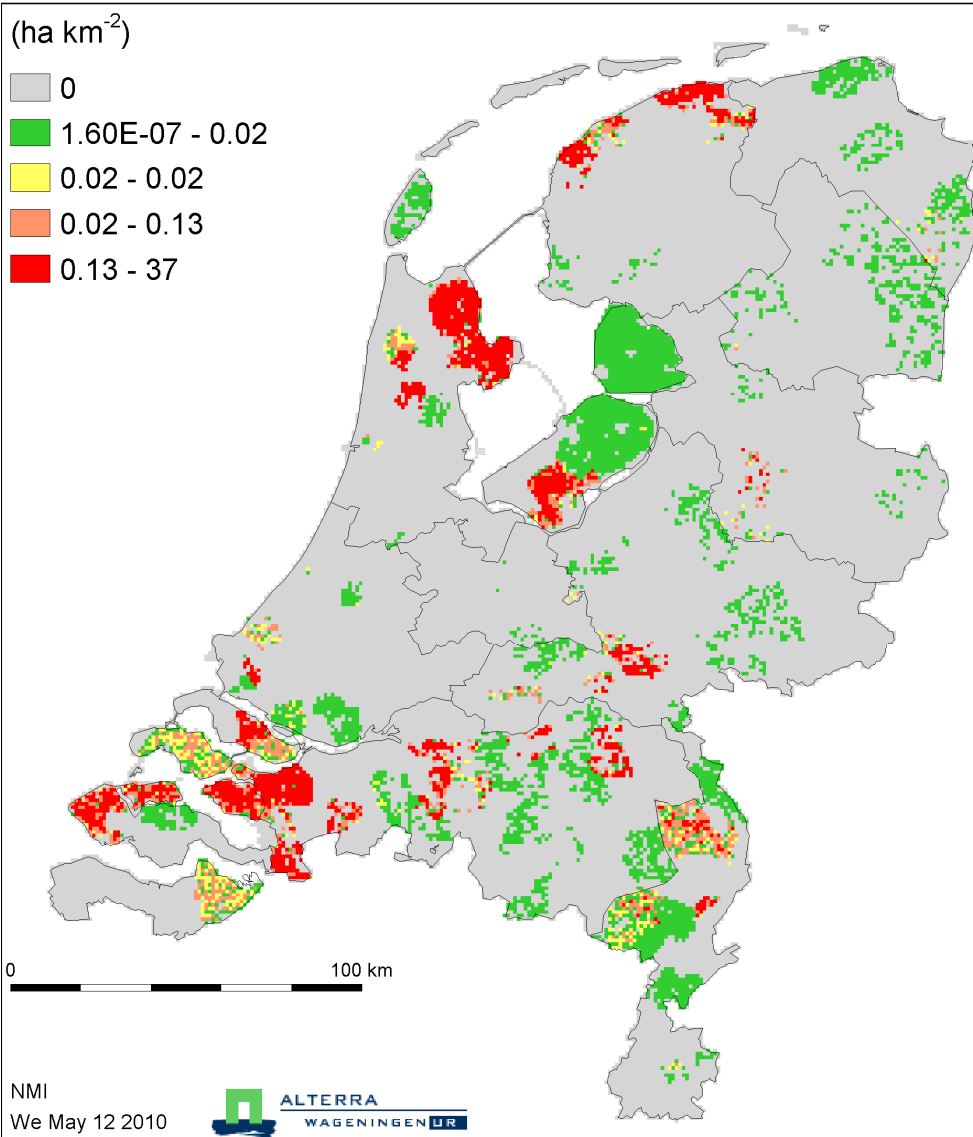 (ha km-2)
0
1.60E-07 - 0.02
0.02 - 0.02
0.02 - 0.13
0.13 - 37
0 100 km
NMI
We May 12 2010
ALTERRA
WAGENINGEN UR